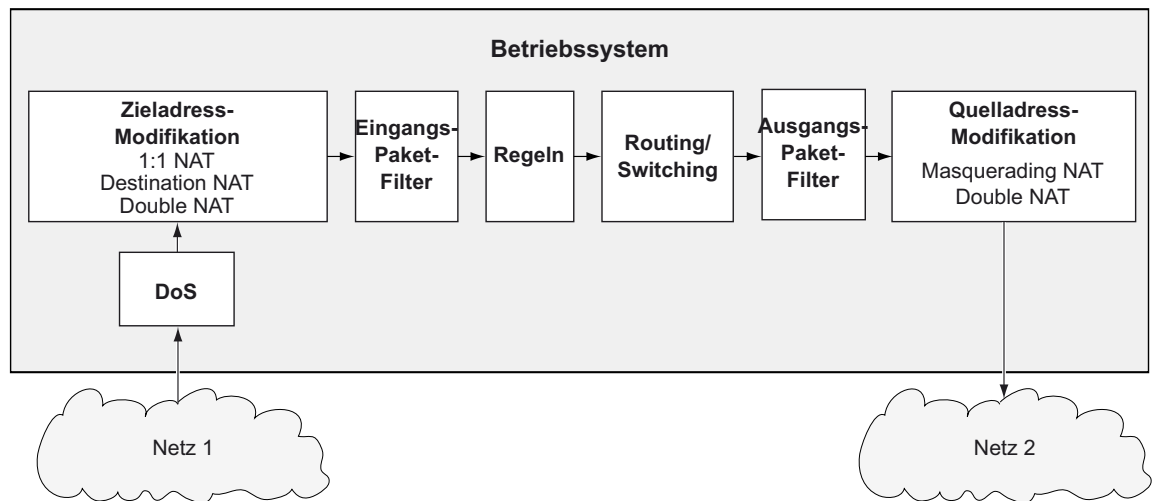 Betriebssystem
Zieladress-
Modifikation
1:1 NAT
Destination NAT
Double NAT
Eingangs-
Paket-
Filter
Regeln
Routing/
Switching
Ausgangs-
Paket-
Filter
Quelladress-
Modifikation
Masquerading NAT
Double NAT
DoS
Netz 1
Netz 2